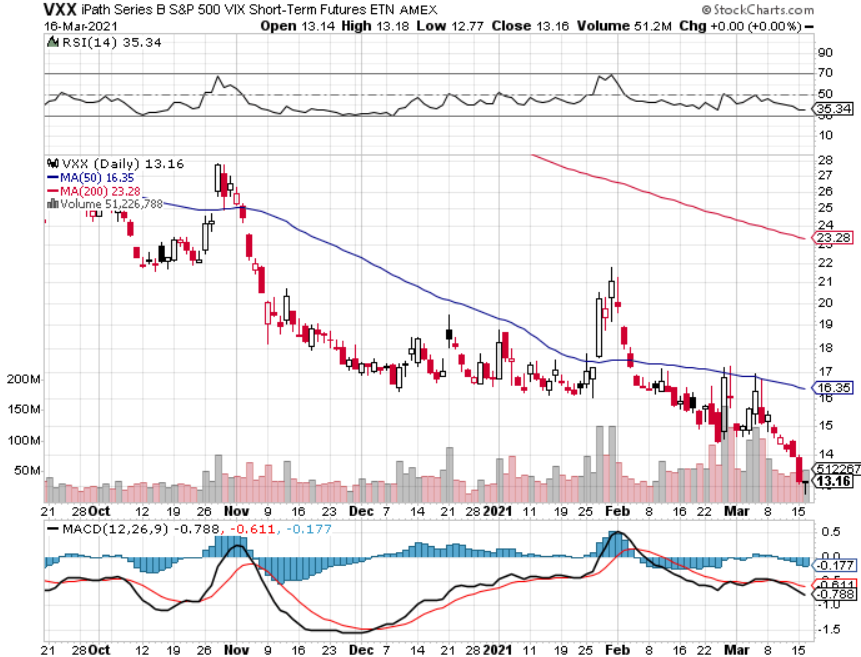 VXX iPath Series B S&P 500 VIX Short-Term Futures ETN AMEX © StockCharts.com
16-Mar-2021 Open 13.14 High 13.18 Low 12.77 Close 13.16 Volume 51.2M Chg +0.00 (+0.00%)
RSI(14) 35.34
90
70
50
35.34
30
10
VXX (Daily) 13.16
MA(50) 16.35
MA(200) 23.28
Volume 51,226,788
28
27
26
25
24
23.28
23
22
21
20
19
18
17
16.35
16
15
14
51226788
13.16
200M
150M
100M
50M
21 28 Oct 12 19 26 Nov 9 16 23 Dec 7 14 21 28 2021 11 19 25 Feb 8 16 22 Mar 8 15
MACD(12,26,9) -0.788, -0.611, -0.177
0.5
0.0
-0.177
-0.5
-0.611
-0.788
-1.0
-1.5
21 28 Oct 12 19 26 Nov 9 16 23 Dec 7 14 21 28 2021 11 19 25 Feb 8 16 22 Mar 8 15